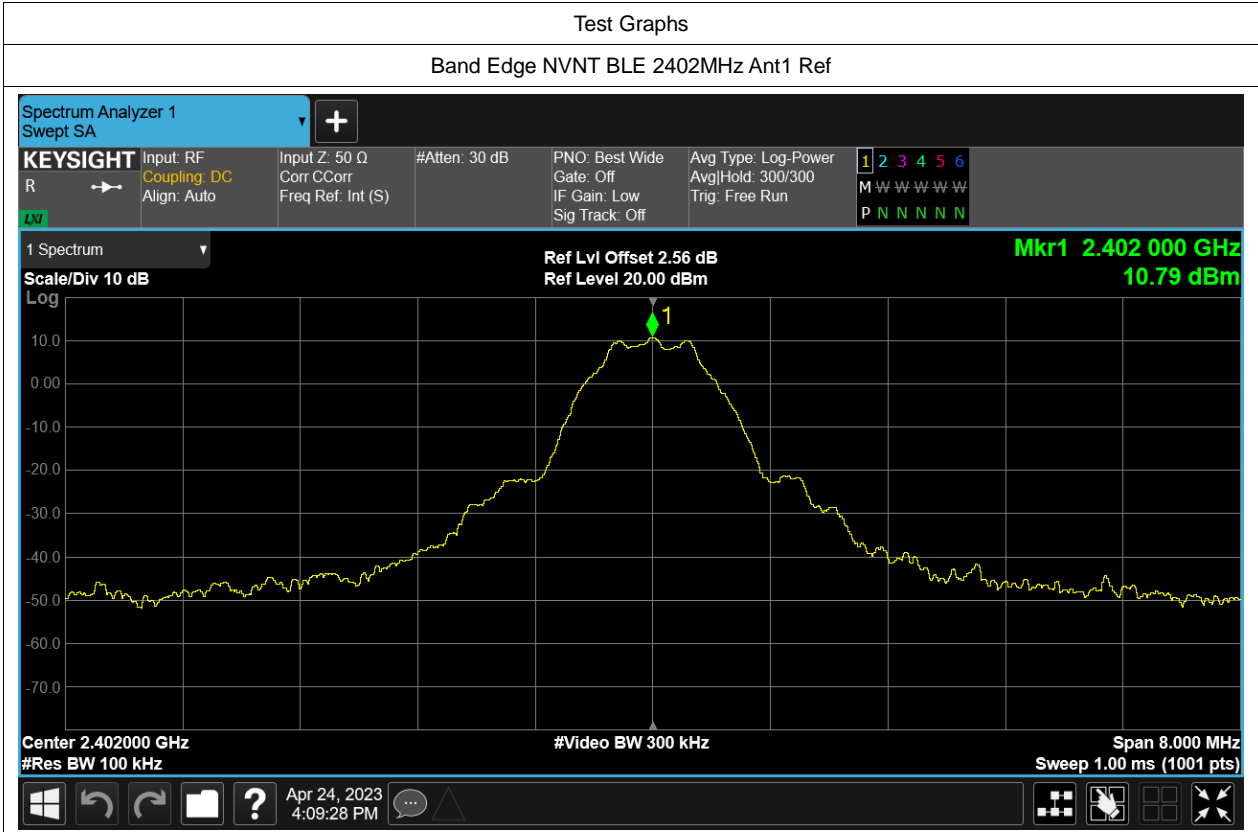 Test Graphs
Band Edge NVNT BLE 2402MHz Ant1 Ref
Spectrum Analyzer 1
Swept SA
KEYSIGHT
R
LXI
Input: RF
Coupling: DC
Align: Auto
Input Z: 50 Ω
Corr CCorr
Freq Ref: Int (S)
#Atten: 30 dB
PNO: Best Wide
Gate: Off
IF Gain: Low
Sig Track: Off
Avg Type: Log-Power
Avg|Hold: 300/300
Trig: Free Run
1 2 3 4 5 6
M W W W W W
P N N N N N
1 Spectrum
Scale/Div 10 dB
Log
Ref Lvl Offset 2.56 dB
Ref Level 20.00 dBm
Mkr1 2.402 000 GHz
10.79 dBm
1
10.0
0.00
-10.0
-20.0
-30.0
-40.0
-50.0
-60.0
-70.0
Center 2.402000 GHz
#Res BW 100 kHz
#Video BW 300 kHz
Span 8.000 MHz
Sweep 1.00 ms (1001 pts)
?
Apr 24, 2023
4:09:28 PM